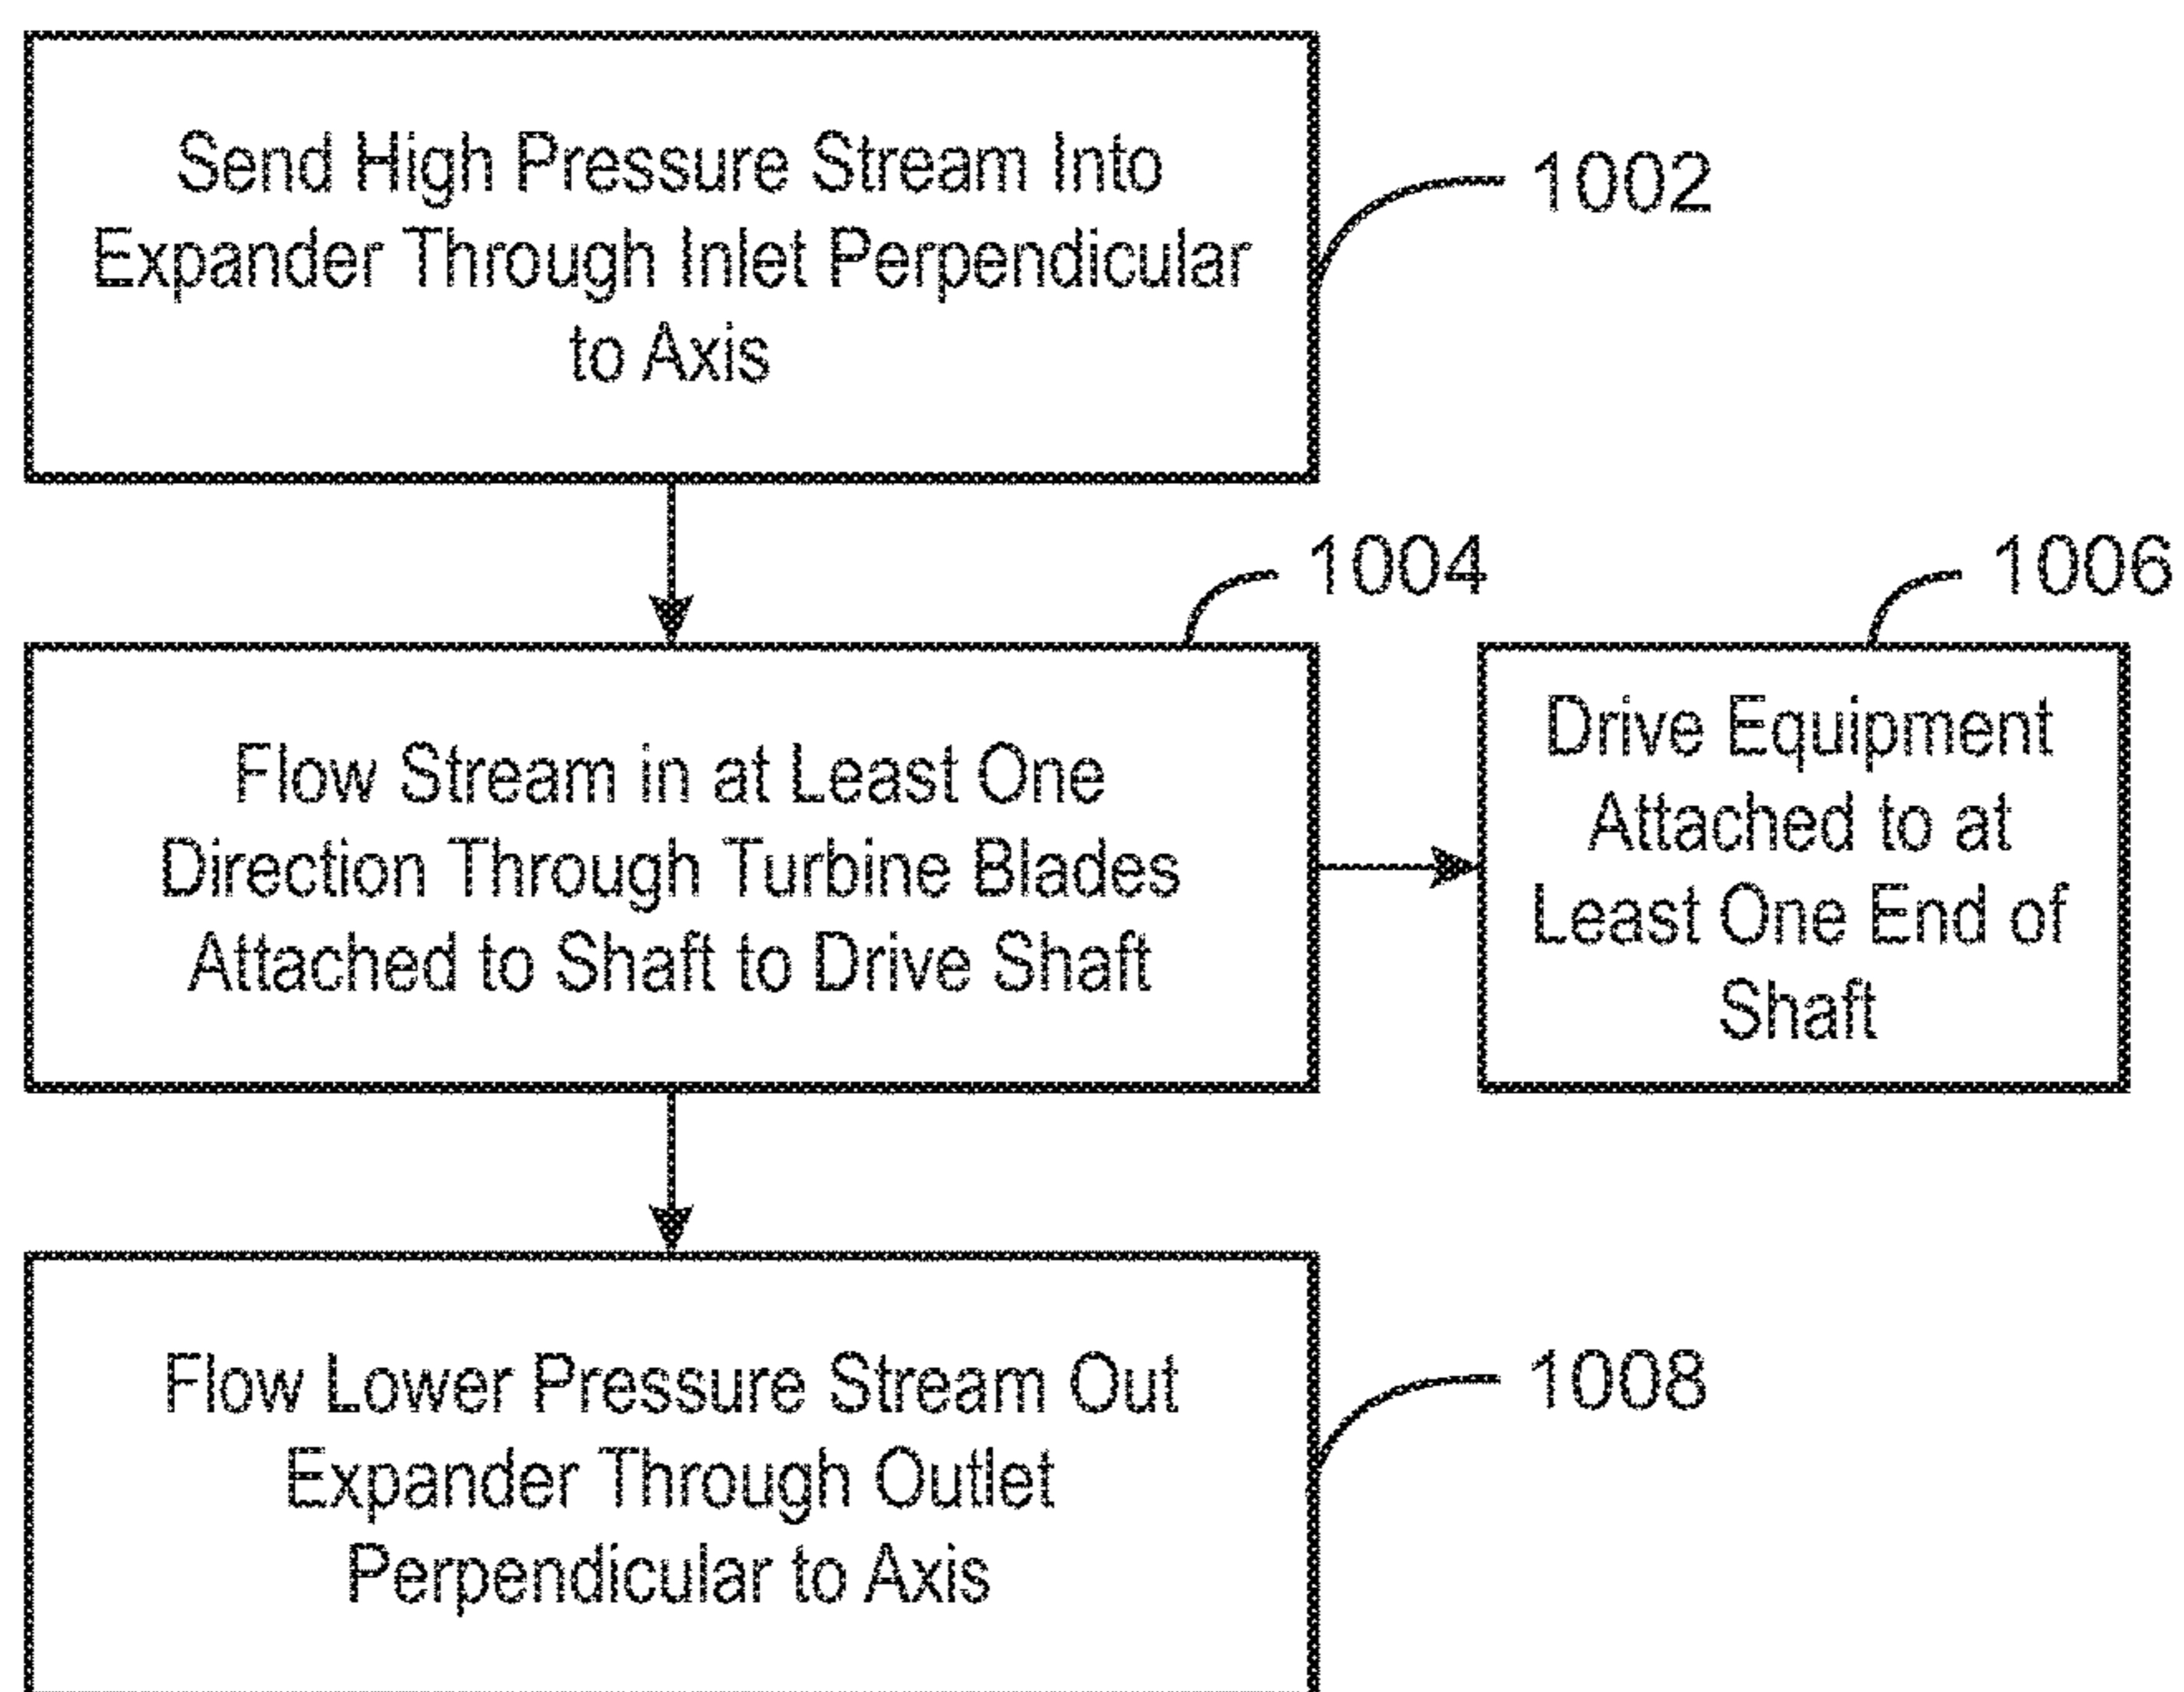 Send High Pressure Stream Into
Expander Through Inlet Perpendicular
to Axis
1002
1004
Flow Stream in at Least One
Direction Through Turbine Blades
Attached to Shaft to Drive Shaft
1006
Drive Equipment
Attached to at
Least One End of
Shaft
Flow Lower Pressure Stream Out
Expander Through Outlet
Perpendicular to Axis
1008